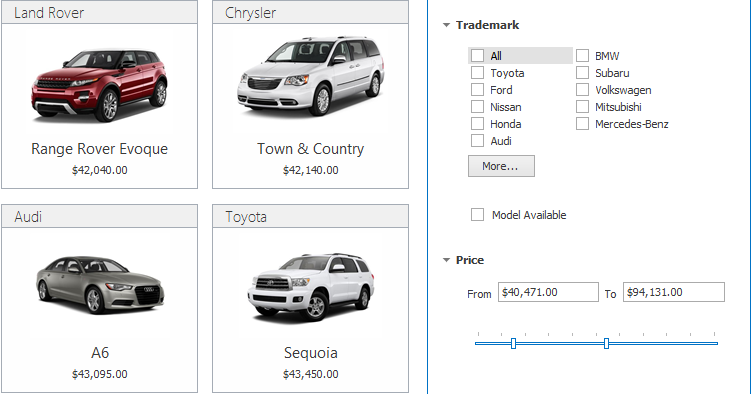 Land Rover
Range Rover Evoque
$42,040.00
Chrysler
Town & Country
$42,140.00
Audi
A6
$43,095.00
Toyota
Sequoia
$43,450.00
Trademark
All
Toyota
Ford
Nissan
Honda
Audi
BMW
Subaru
Volkswagen
Mitsubishi
Mercedes-Benz
More...
Model Available
Price
From $40,471.00 To $94,131.00